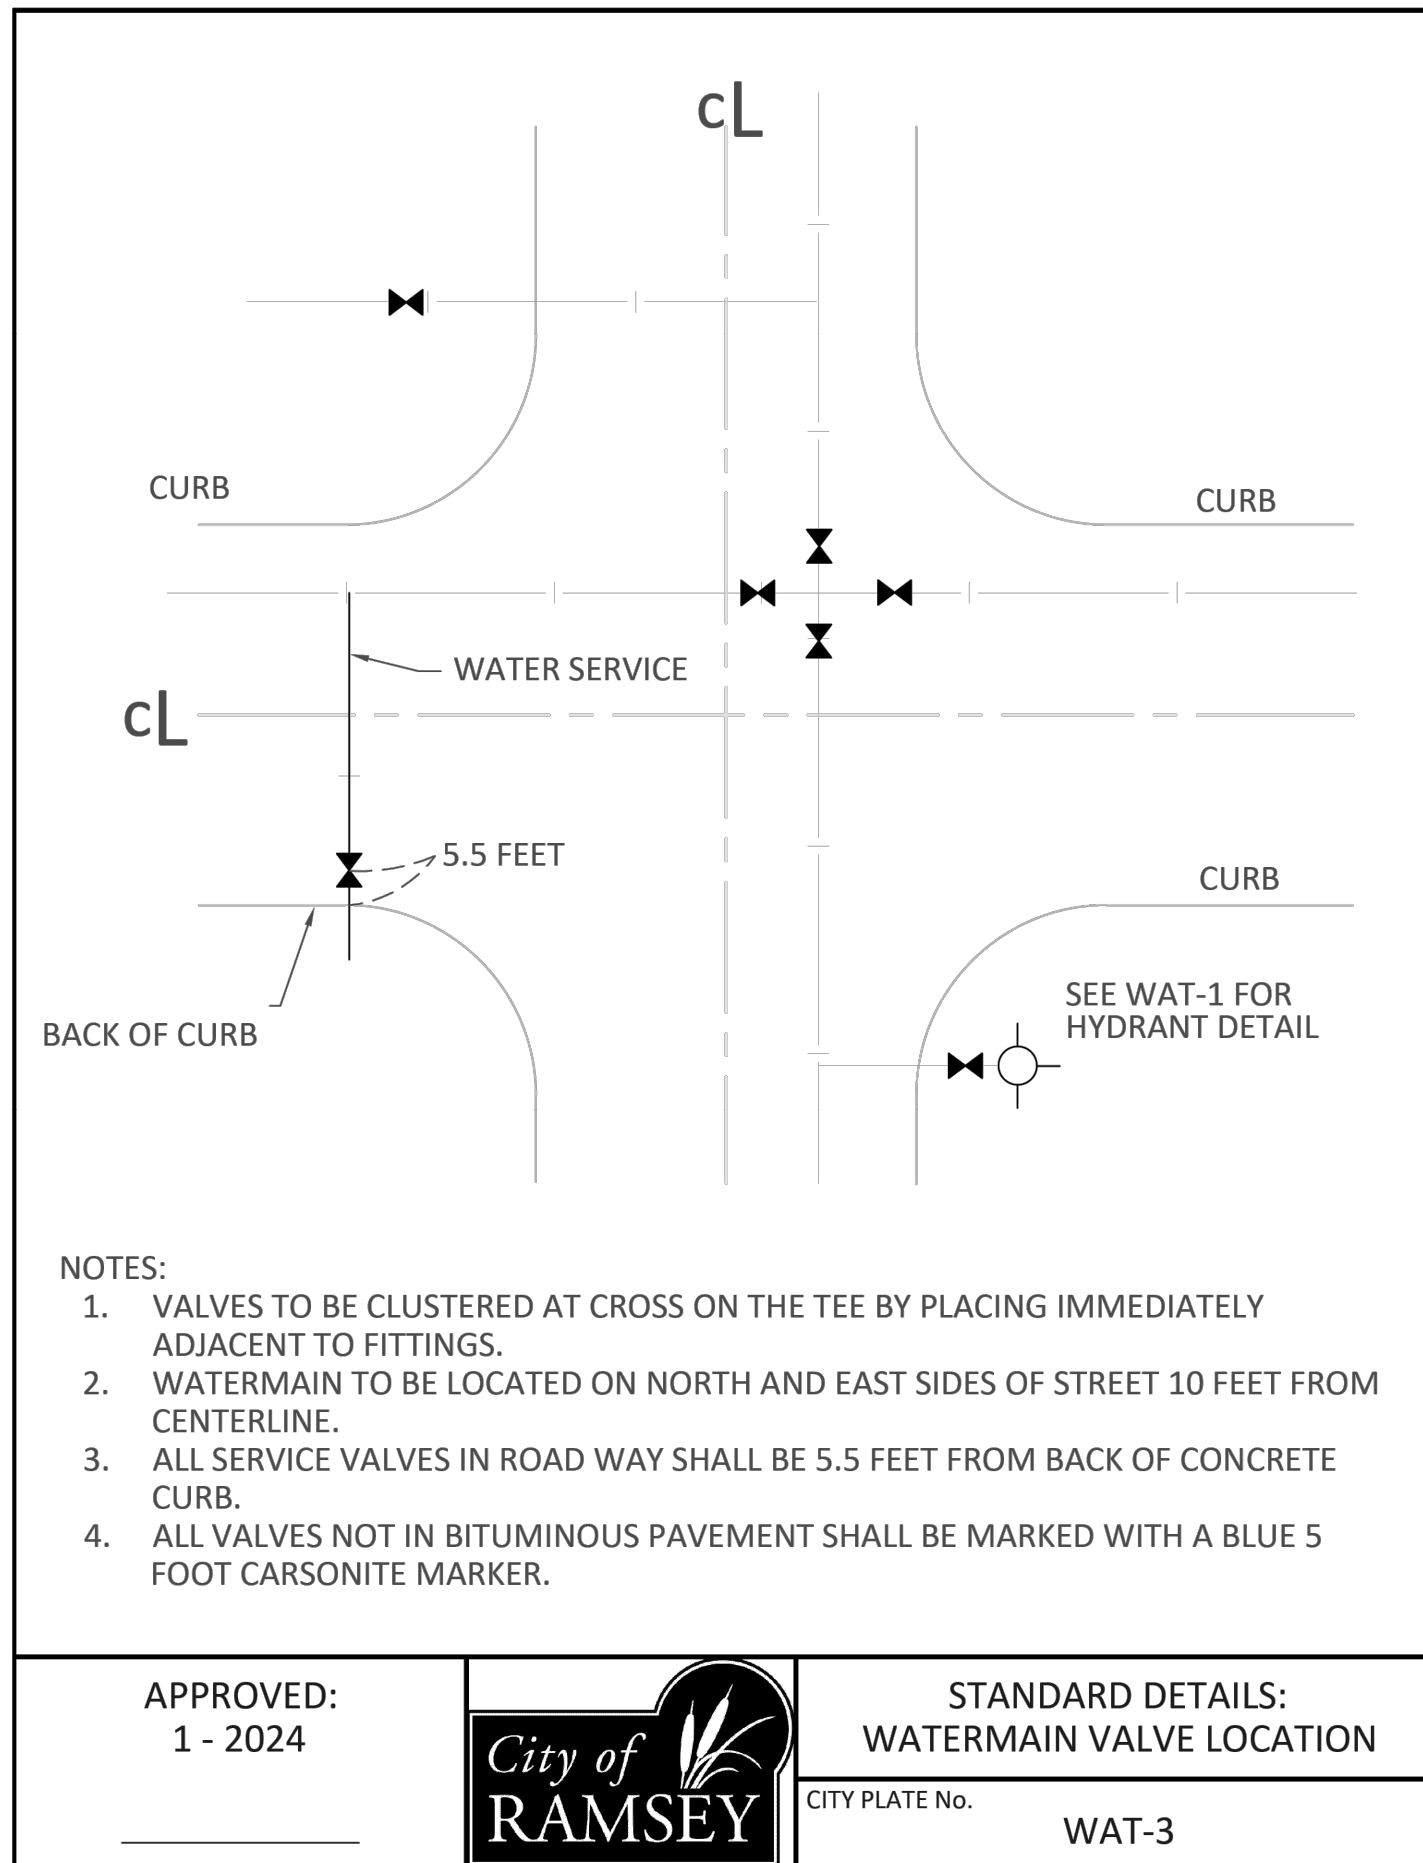 cL
CURB
CURB
WATER SERVICE
cL
5.5 FEET
CURB
SEE WAT-1 FOR
HYDRANT DETAIL
BACK OF CURB
NOTES:
1. VALVES TO BE CLUSTERED AT CROSS ON THE TEE BY PLACING IMMEDIATELY
ADJACENT TO FITTINGS.
2. WATERMAIN TO BE LOCATED ON NORTH AND EAST SIDES OF STREET 10 FEET FROM
CENTERLINE.
3. ALL SERVICE VALVES IN ROAD WAY SHALL BE 5.5 FEET FROM BACK OF CONCRETE
CURB.
4. ALL VALVES NOT IN BITUMINOUS PAVEMENT SHALL BE MARKED WITH A BLUE 5
FOOT CARSONITE MARKER.
APPROVED:
1 - 2024
City of
RAMSEY
STANDARD DETAILS:
WATERMAIN VALVE LOCATION
CITY PLATE No.
WAT-3